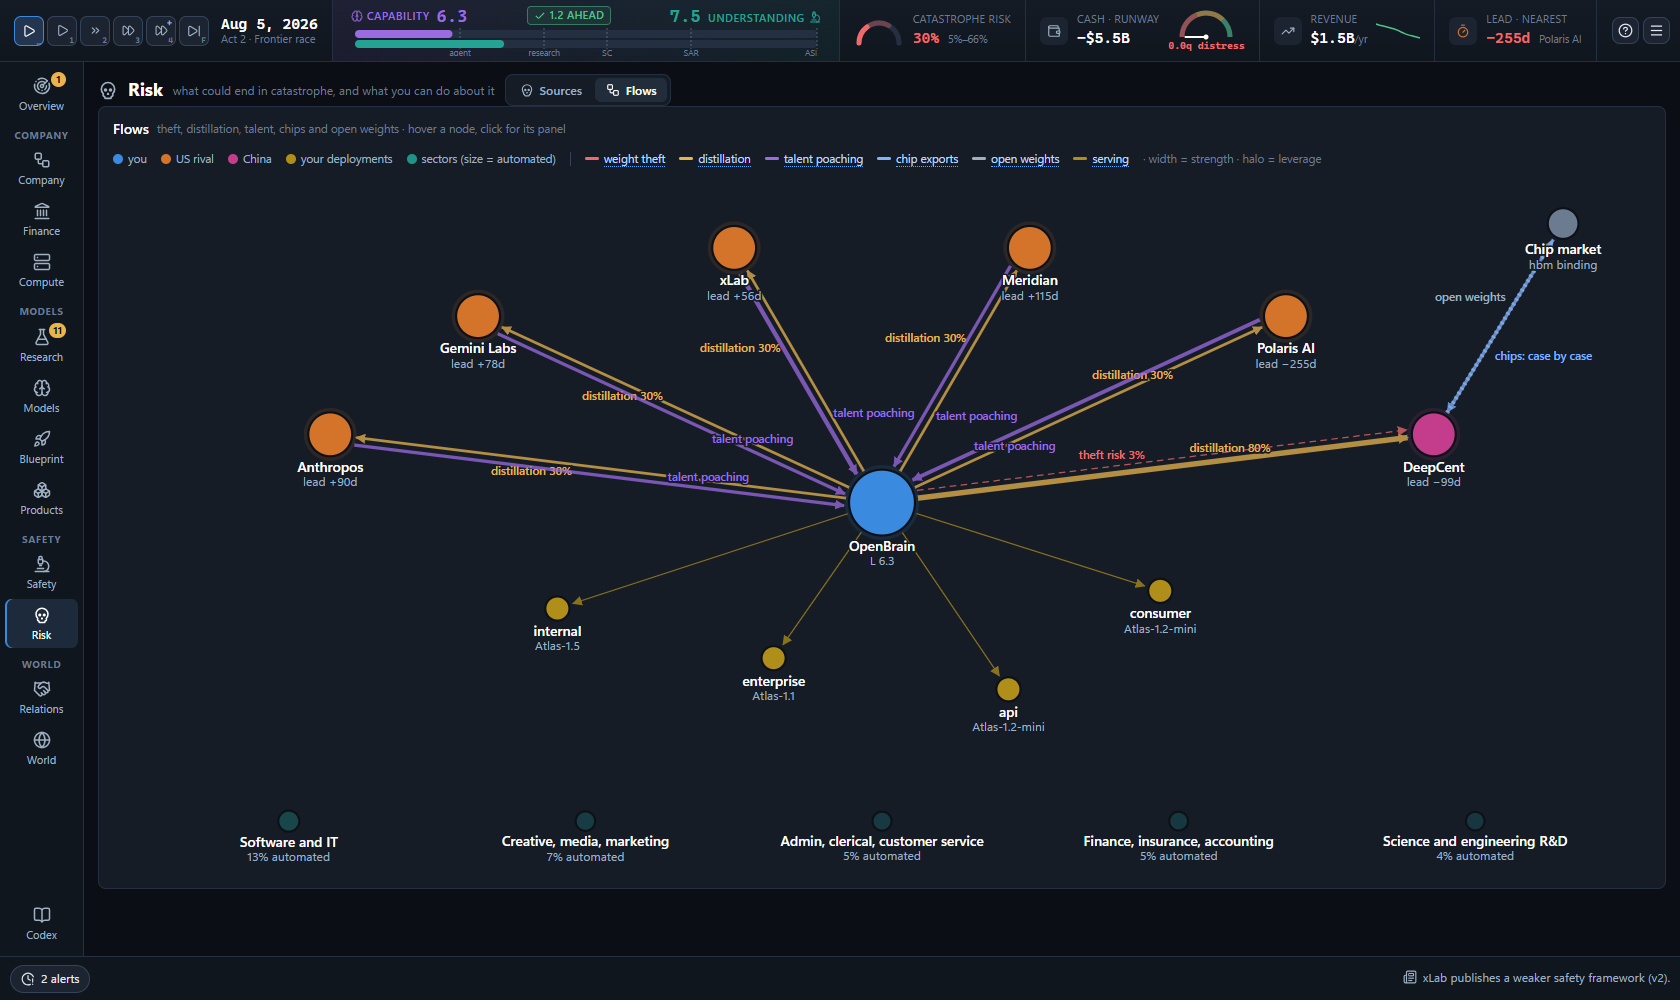 Aug 5, 2026
Act 2 · Frontier race
1
2
3
4
F
CAPABILITY 6.3
1.2 AHEAD
7.5 UNDERSTANDING
agent
research
SC
SAR
ASI
CATASTROPHE RISK
30% 5%–66%
CASH · RUNWAY
−$5.5B
0.0q distress
REVENUE
$1.5B/yr
LEAD · NEAREST
−255d Polaris AI
1
Overview
COMPANY
Company
Finance
Compute
MODELS
11
Research
Models
Blueprint
Products
SAFETY
Safety
Risk
WORLD
Relations
World
Codex
Risk what could end in catastrophe, and what you can do about it
Sources
Flows
Flows theft, distillation, talent, chips and open weights · hover a node, click for its panel
you
US rival
China
your deployments
sectors (size = automated)
weight theft
distillation
talent poaching
chip exports
open weights
serving
· width = strength · halo = leverage
xLab
lead +56d
Meridian
lead +115d
Chip market
hbm binding
Gemini Labs
lead +78d
Polaris AI
lead −255d
open weights
chips: case by case
distillation 30%
distillation 30%
distillation 30%
distillation 30%
talent poaching
talent poaching
talent poaching
talent poaching
Anthropos
lead +90d
distillation 30%
talent poaching
theft risk 3%
distillation 80%
DeepCent
lead −99d
OpenBrain
L 6.3
internal
Atlas-1.5
enterprise
Atlas-1.1
api
Atlas-1.2-mini
consumer
Atlas-1.2-mini
Software and IT
13% automated
Creative, media, marketing
7% automated
Admin, clerical, customer service
5% automated
Finance, insurance, accounting
5% automated
Science and engineering R&D
4% automated
2 alerts
xLab publishes a weaker safety framework (v2).